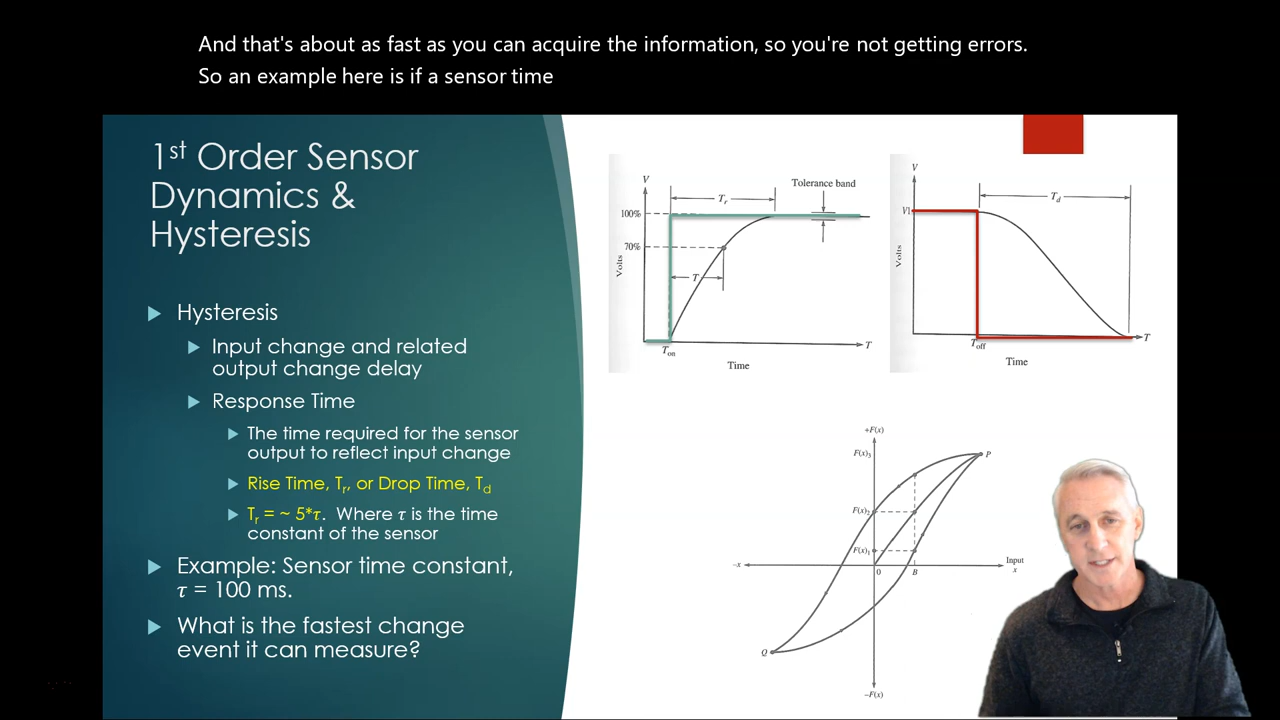 And that's about as fast as you can acquire the information, so you're not getting errors.
So an example here is if a sensor time
1st Order Sensor
Dynamics &
Hysteresis
Hysteresis
Input change and related
output change delay
Response Time
The time required for the sensor
output to reflect input change
Rise Time, Tr, or Drop Time, Td
Tr = ~ 5*τ. Where τ is the time
constant of the sensor
Example: Sensor time constant,
τ = 100 ms.
What is the fastest change
event it can measure?
V
Tr
Tolerance band
100%
70%
Volts
T
Ton
T
Time
V
Td
V1
Volts
Toff
T
Time
+F(x)
F(x)3
P
F(x)2
F(x)1
-x
0
B
Input
x
Q
-F(x)